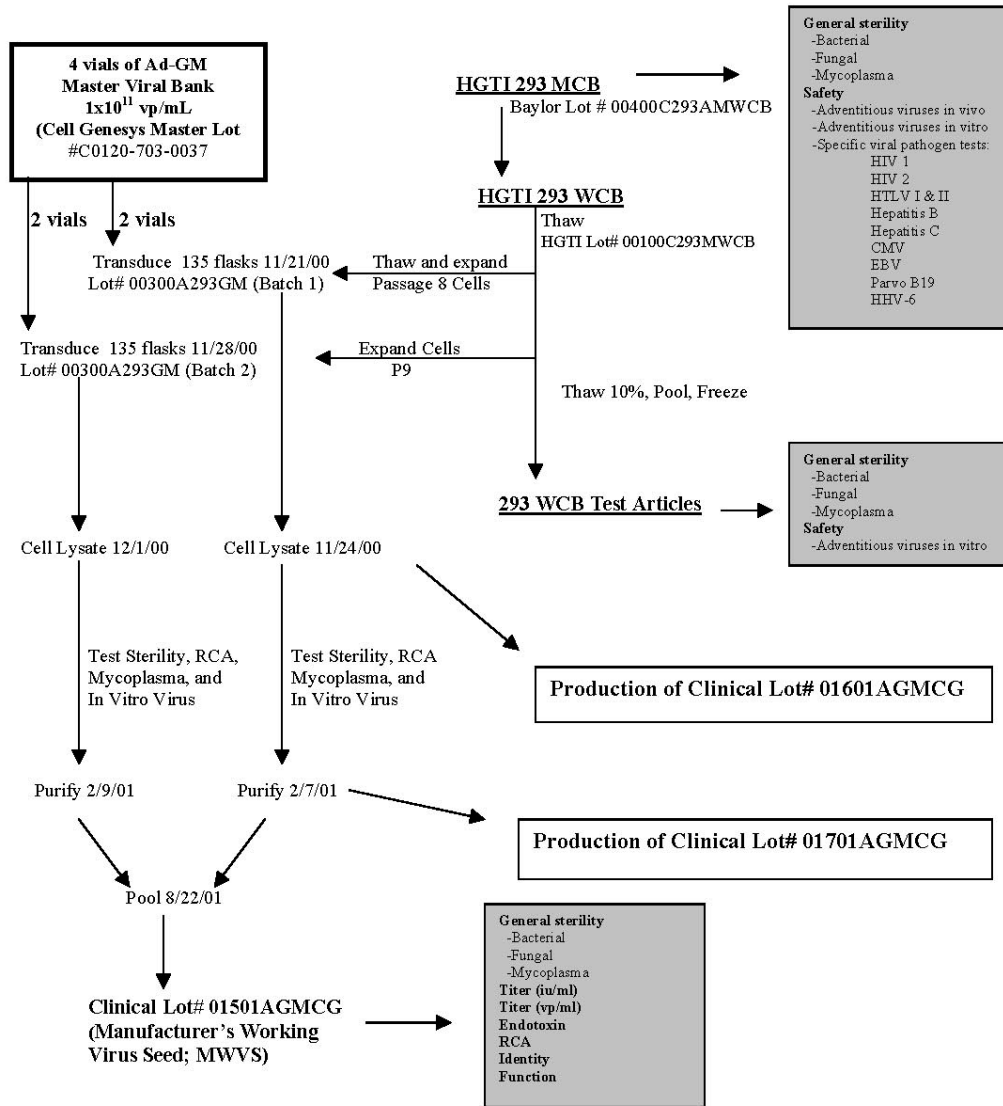 4 vials of Ad-GM
Master Viral Bank
1x10¹¹ vp/mL
(Cell Genesys Master Lot
#C0120-703-0037
HGTI 293 MCB
Baylor Lot # 00400C293AMWCB
General sterility
-Bacterial
-Fungal
-Mycoplasma
Safety
-Adventitious viruses in vivo
-Adventitious viruses in vitro
-Specific viral pathogen tests:
HIV 1
HIV 2
HTLV I & II
Hepatitis B
Hepatitis C
CMV
EBV
Parvo B19
HHV-6
HGTI 293 WCB
Thaw
HGTI Lot# 00100C293MWCB
2 vials
2 vials
Transduce 135 flasks 11/21/00
Lot# 00300A293GM (Batch 1)
Thaw and expand
Passage 8 Cells
Transduce 135 flasks 11/28/00
Lot# 00300A293GM (Batch 2)
Expand Cells
P9
Thaw 10%, Pool, Freeze
293 WCB Test Articles
General sterility
-Bacterial
-Fungal
-Mycoplasma
Safety
-Adventitious viruses in vitro
Cell Lysate 12/1/00
Cell Lysate 11/24/00
Test Sterility, RCA,
Mycoplasma, and
In Vitro Virus
Test Sterility, RCA
Mycoplasma, and
In Vitro Virus
Production of Clinical Lot# 01601AGMCG
Purify 2/9/01
Purify 2/7/01
Production of Clinical Lot# 01701AGMCG
Pool 8/22/01
Clinical Lot# 01501AGMCG
(Manufacturer’s Working
Virus Seed; MWVS)
General sterility
-Bacterial
-Fungal
-Mycoplasma
Titer (iu/ml)
Titer (vp/ml)
Endotoxin
RCA
Identity
Function